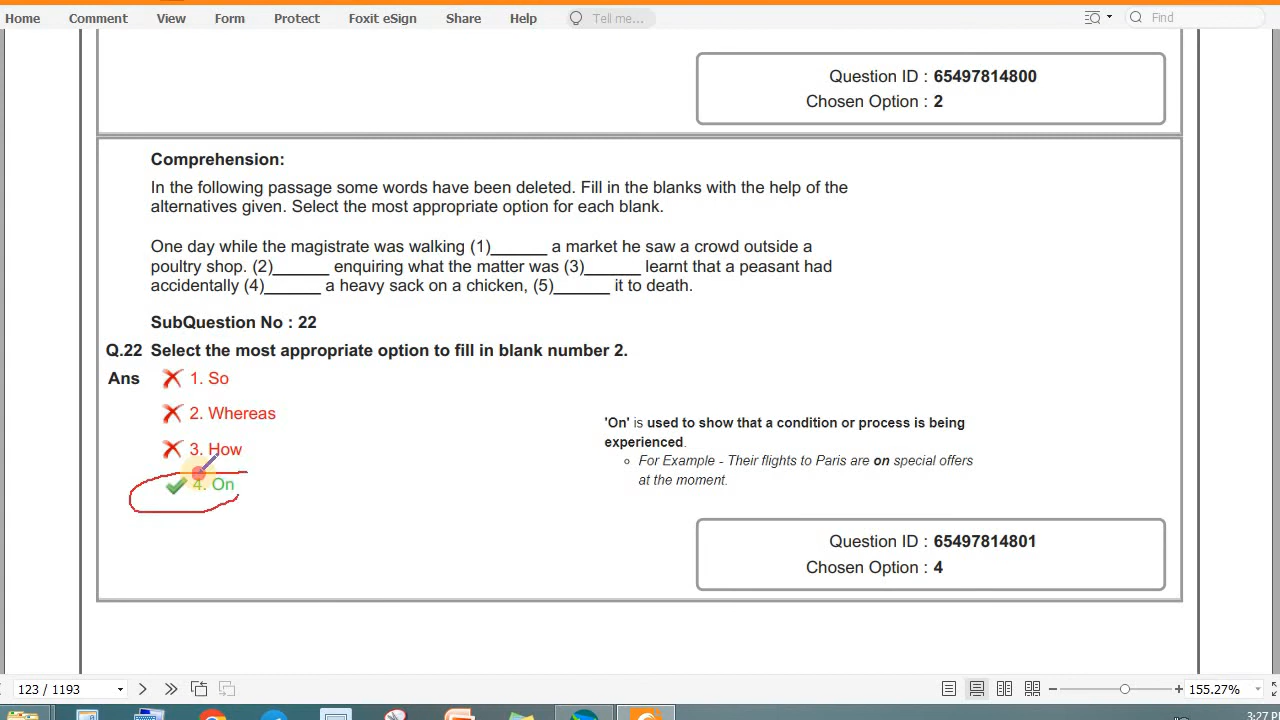 Home Comment View Form Protect Foxit eSign Share Help Tell me... Find
Question ID : 65497814800
Chosen Option : 2
Comprehension:
In the following passage some words have been deleted. Fill in the blanks with the help of the
alternatives given. Select the most appropriate option for each blank.
One day while the magistrate was walking (1)______ a market he saw a crowd outside a
poultry shop. (2)______ enquiring what the matter was (3)______ learnt that a peasant had
accidentally (4)______ a heavy sack on a chicken, (5)______ it to death.
SubQuestion No : 22
Q.22 Select the most appropriate option to fill in blank number 2.
Ans 1. So
2. Whereas
3. How
4. On
'On' is used to show that a condition or process is being
experienced.
For Example - Their flights to Paris are on special offers
at the moment.
Question ID : 65497814801
Chosen Option : 4
123 / 1193 155.27%